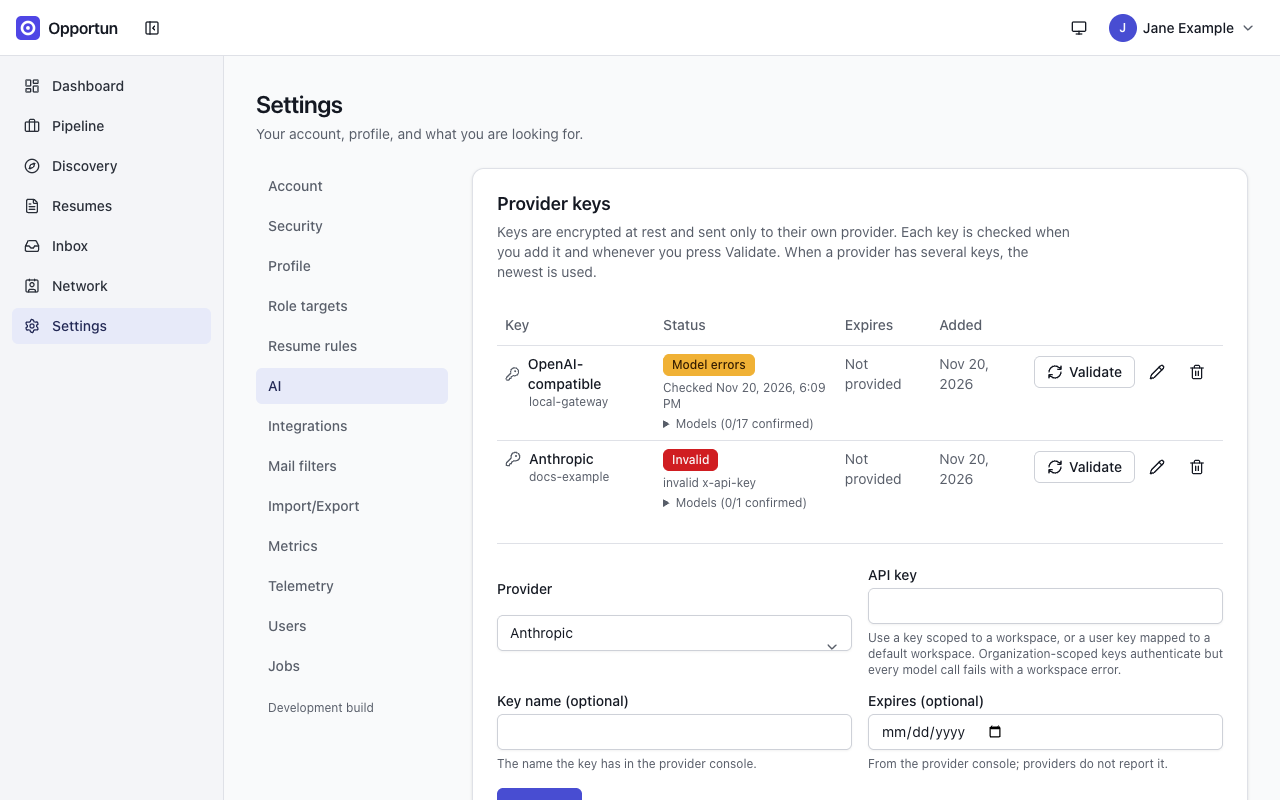 Opportun
J
Jane Example
Dashboard
Pipeline
Discovery
Resumes
Inbox
Network
Settings
Settings
Your account, profile, and what you are looking for.
Account
Security
Profile
Role targets
Resume rules
AI
Integrations
Mail filters
Import/Export
Metrics
Telemetry
Users
Jobs
Development build
Provider keys
Keys are encrypted at rest and sent only to their own provider. Each key is checked when
you add it and whenever you press Validate. When a provider has several keys, the
newest is used.
Key Status Expires Added
OpenAI-
compatible
local-gateway
Model errors
Checked Nov 20, 2026, 6:09
PM
Models (0/17 confirmed)
Not
provided
Nov 20,
2026
Validate
Anthropic
docs-example
Invalid
invalid x-api-key
Models (0/1 confirmed)
Not
provided
Nov 20,
2026
Validate
Provider
Anthropic
API key
Use a key scoped to a workspace, or a user key mapped to a
default workspace. Organization-scoped keys authenticate but
every model call fails with a workspace error.
Key name (optional)
The name the key has in the provider console.
Expires (optional)
mm/dd/yyyy
From the provider console; providers do not report it.